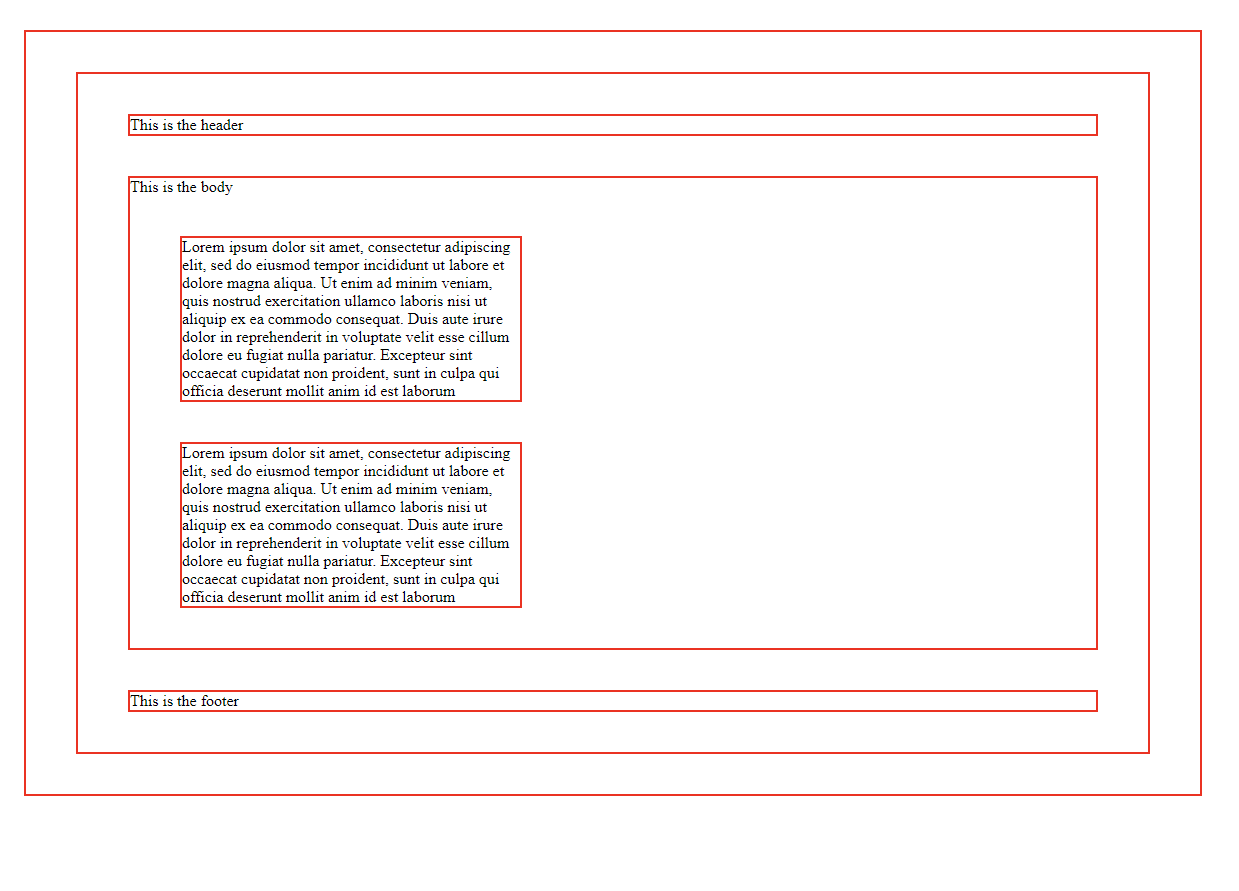 This is the header
This is the body
Lorem ipsum dolor sit amet, consectetur adipiscing
elit, sed do eiusmod tempor incididunt ut labore et
dolore magna aliqua. Ut enim ad minim veniam,
quis nostrud exercitation ullamco laboris nisi ut
aliquip ex ea commodo consequat. Duis aute irure
dolor in reprehenderit in voluptate velit esse cillum
dolore eu fugiat nulla pariatur. Excepteur sint
occaecat cupidatat non proident, sunt in culpa qui
officia deserunt mollit anim id est laborum
Lorem ipsum dolor sit amet, consectetur adipiscing
elit, sed do eiusmod tempor incididunt ut labore et
dolore magna aliqua. Ut enim ad minim veniam,
quis nostrud exercitation ullamco laboris nisi ut
aliquip ex ea commodo consequat. Duis aute irure
dolor in reprehenderit in voluptate velit esse cillum
dolore eu fugiat nulla pariatur. Excepteur sint
occaecat cupidatat non proident, sunt in culpa qui
officia deserunt mollit anim id est laborum
This is the footer